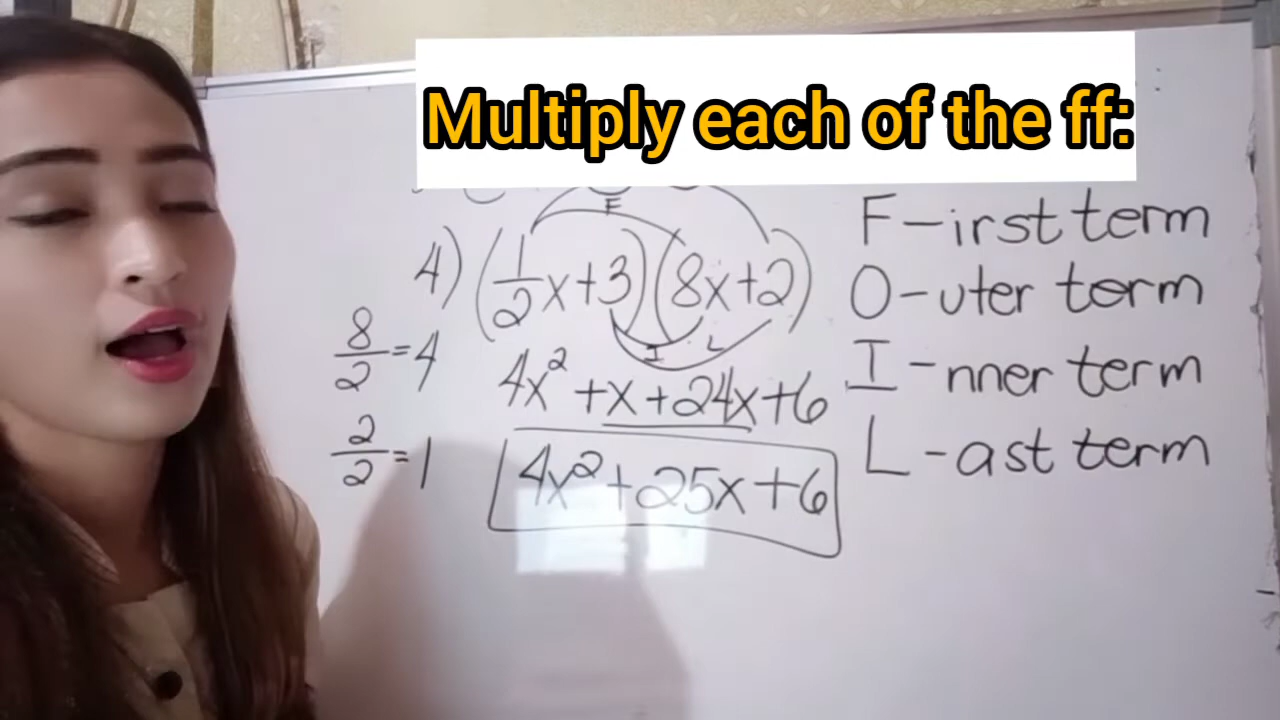 Multiply each of the ff:
F
4) (1/2x+3)(8x+2)
I L
8/2=4
4x²+x+24x+6
2/2=1
4x²+25x+6
F-irst term
O-uter term
I-nner term
L-ast term